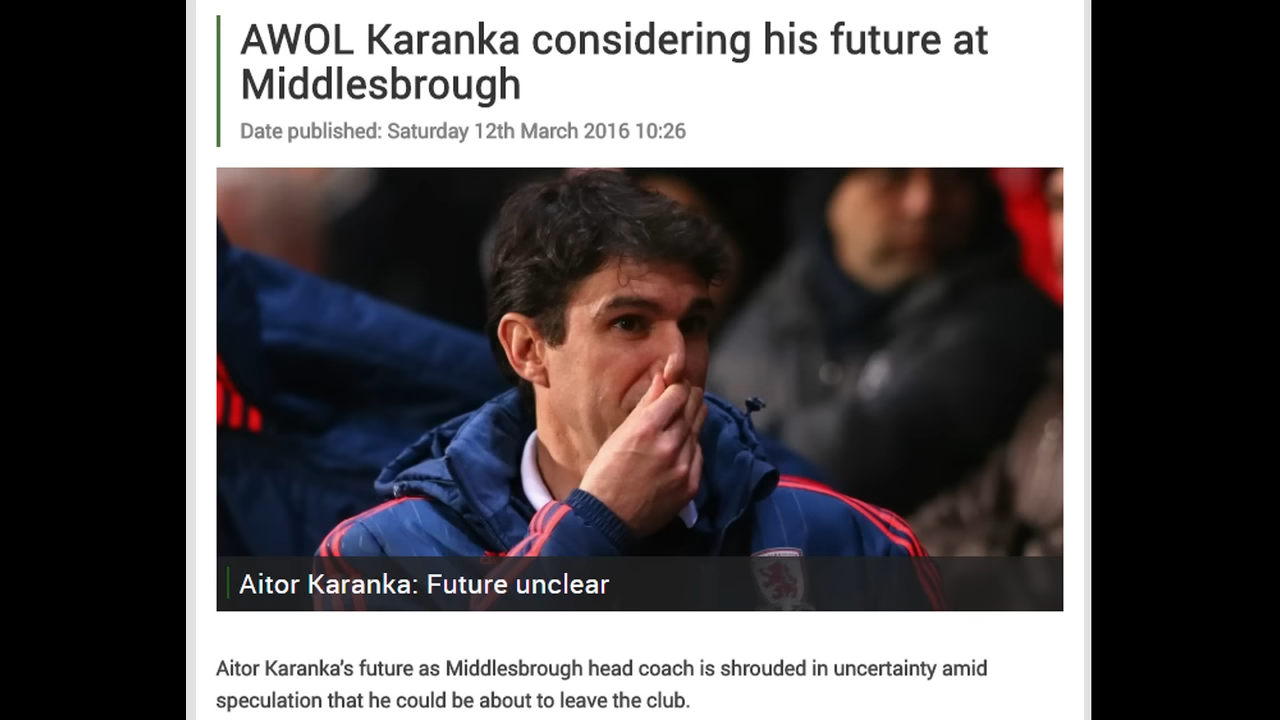 AWOL Karanka considering his future at
Middlesbrough
Date published: Saturday 12th March 2016 10:26
Aitor Karanka: Future unclear
Aitor Karanka's future as Middlesbrough head coach is shrouded in uncertainty amid
speculation that he could be about to leave the club.